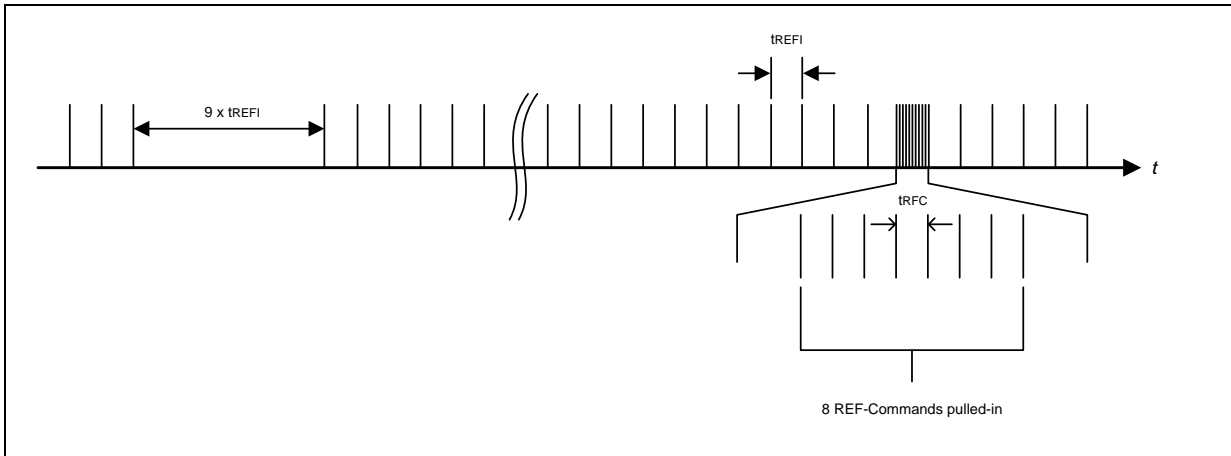 tREFI
9 x tREFI
t
tRFC
8 REF-Commands pulled-in